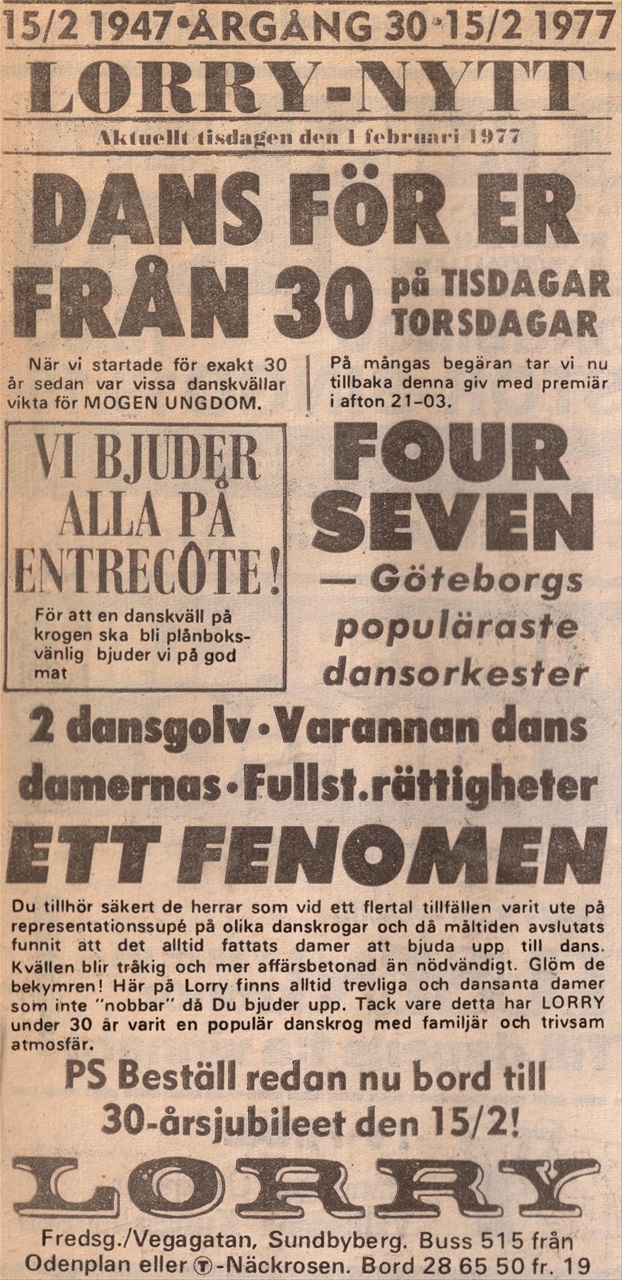 15/2 1947•ÅRGÅNG 30•15/2 1977
LORRY-NYTT
Aktuellt tisdagen den 1 februari 1977
DANS FÖR ER
FRÅN 30 på TISDAGAR
TORSDAGAR
När vi startade för exakt 30
år sedan var vissa danskvällar
vikta för MOGEN UNGDOM.
På mångas begäran tar vi nu
tillbaka denna giv med premiär
i afton 21-03.
VI BJUDER
ALLA PÅ
ENTRECÔTE!
För att en danskväll på
krogen ska bli plånboks-
vänlig bjuder vi på god
mat
FOUR
SEVEN
— Göteborgs
populäraste
dansorkester
2 dansgolv•Varannan dans
damernas•Fullst.rättigheter
ETT FENOMEN
Du tillhör säkert de herrar som vid ett flertal tillfällen varit ute på
representationssupé på olika danskrogar och då måltiden avslutats
funnit att det alltid fattats damer att bjuda upp till dans.
Kvällen blir tråkig och mer affärsbetonad än nödvändigt. Glöm de
bekymren! Här på Lorry finns alltid trevliga och dansanta damer
som inte "nobbar" då Du bjuder upp. Tack vare detta har LORRY
under 30 år varit en populär danskrog med familjär och trivsam
atmosfär.
PS Beställ redan nu bord till
30-årsjubileet den 15/2!
LORRY
Fredsg./Vegagatan, Sundbyberg. Buss 515 från
Odenplan eller Ⓣ-Näckrosen. Bord 28 65 50 fr. 19